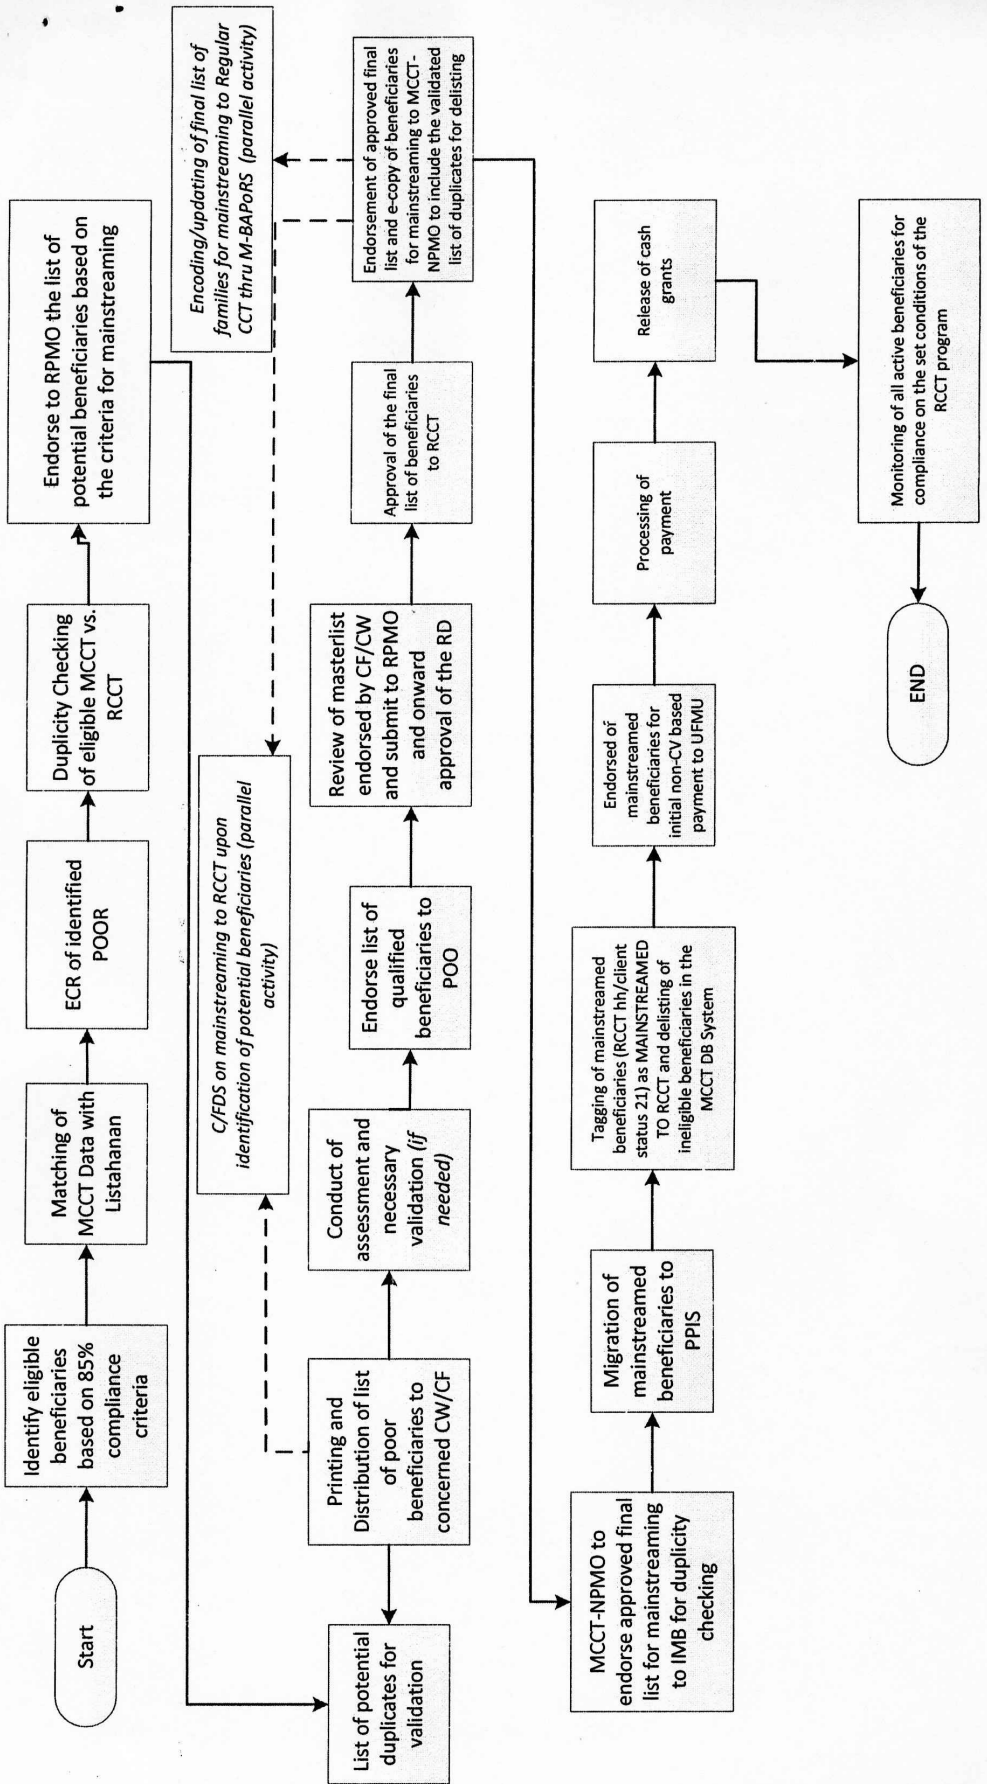 Start
Identify eligible
beneficiaries
based on 85%
compliance
criteria
Matching of
MCCT Data with
Listahanan
ECR of identified
POOR
Duplicity Checking
of eligible MCCT vs.
RCCT
Endorse to RPMO the list of
potential beneficiaries based on
the criteria for mainstreaming
C/FDS on mainstreaming to RCCT upon
identification of potential beneficiaries (parallel
activity)
Encoding/updating of final list of
families for mainstreaming to Regular
CCT thru M-BAPoRS (parallel activity)
List of potential
duplicates for
validation
Printing and
Distribution of list
of poor
beneficiaries to
concerned CW/CF
Conduct of
assessment and
necessary
validation (if
needed)
Endorse list of
qualified
beneficiaries to
POO
Review of masterlist
endorsed by CF/CW
and submit to RPMO
and onward
approval of the RD
Approval of the final
list of beneficiaries
to RCCT
Endorsement of approved final
list and e-copy of beneficiaries
for mainstreaming to MCCT-
NPMO to include the validated
list of duplicates for delisting
MCCT-NPMO to
endorse approved final
list for mainstreaming
to IMB for duplicity
checking
Migration of
mainstreamed
beneficiaries to
PPIS
Tagging of mainstreamed
beneficiaries (RCCT hh/client
status 21) as MAINSTREAMED
TO RCCT and delisting of
ineligible beneficiaries in the
MCCT DB System
Endorsed of
mainstreamed
beneficiaries for
initial non-CV based
payment to UFMU
Processing of
payment
Release of cash
grants
Monitoring of all active beneficiaries for
compliance on the set conditions of the
RCCT program
END